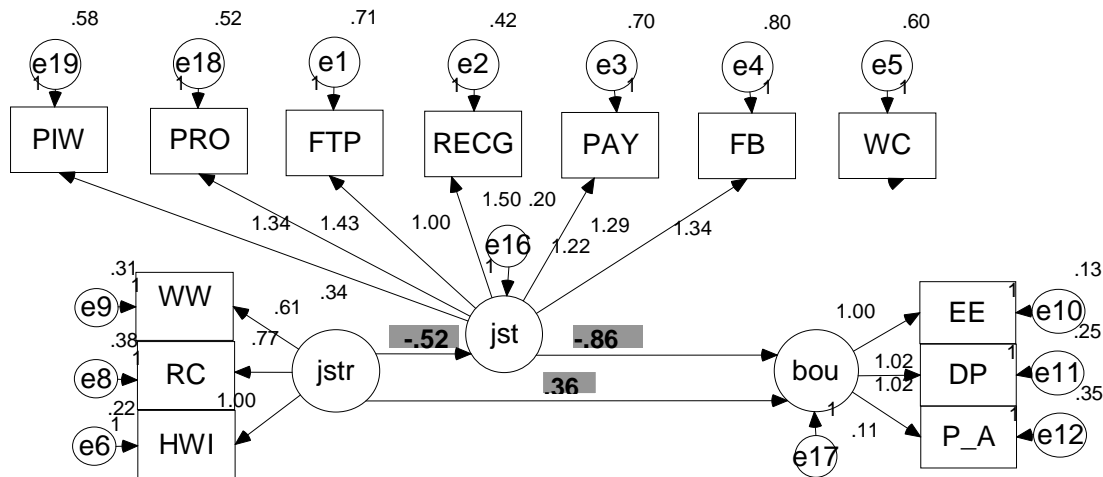 .58 .52 .71 .42 .70 .80 .60
e19 e18 e1 e2 e3 e4 e5
1 1 1 1 1 1 1
PIW PRO FTP RECG PAY FB WC
1.34 1.43 1.00 1.50 .20 1.22 1.29 1.34
e16
1
.31 .34 .13
1 WW .61 1.00 EE 1
e9 jst e10
-.52 -.86
.38 .77 .25
1 RC jstr bou 1.02 DP 1
e8 .36 1.02 e11
.22 1.00 .35
1 HWI 1 .11 P_A 1
e6 e17 e12